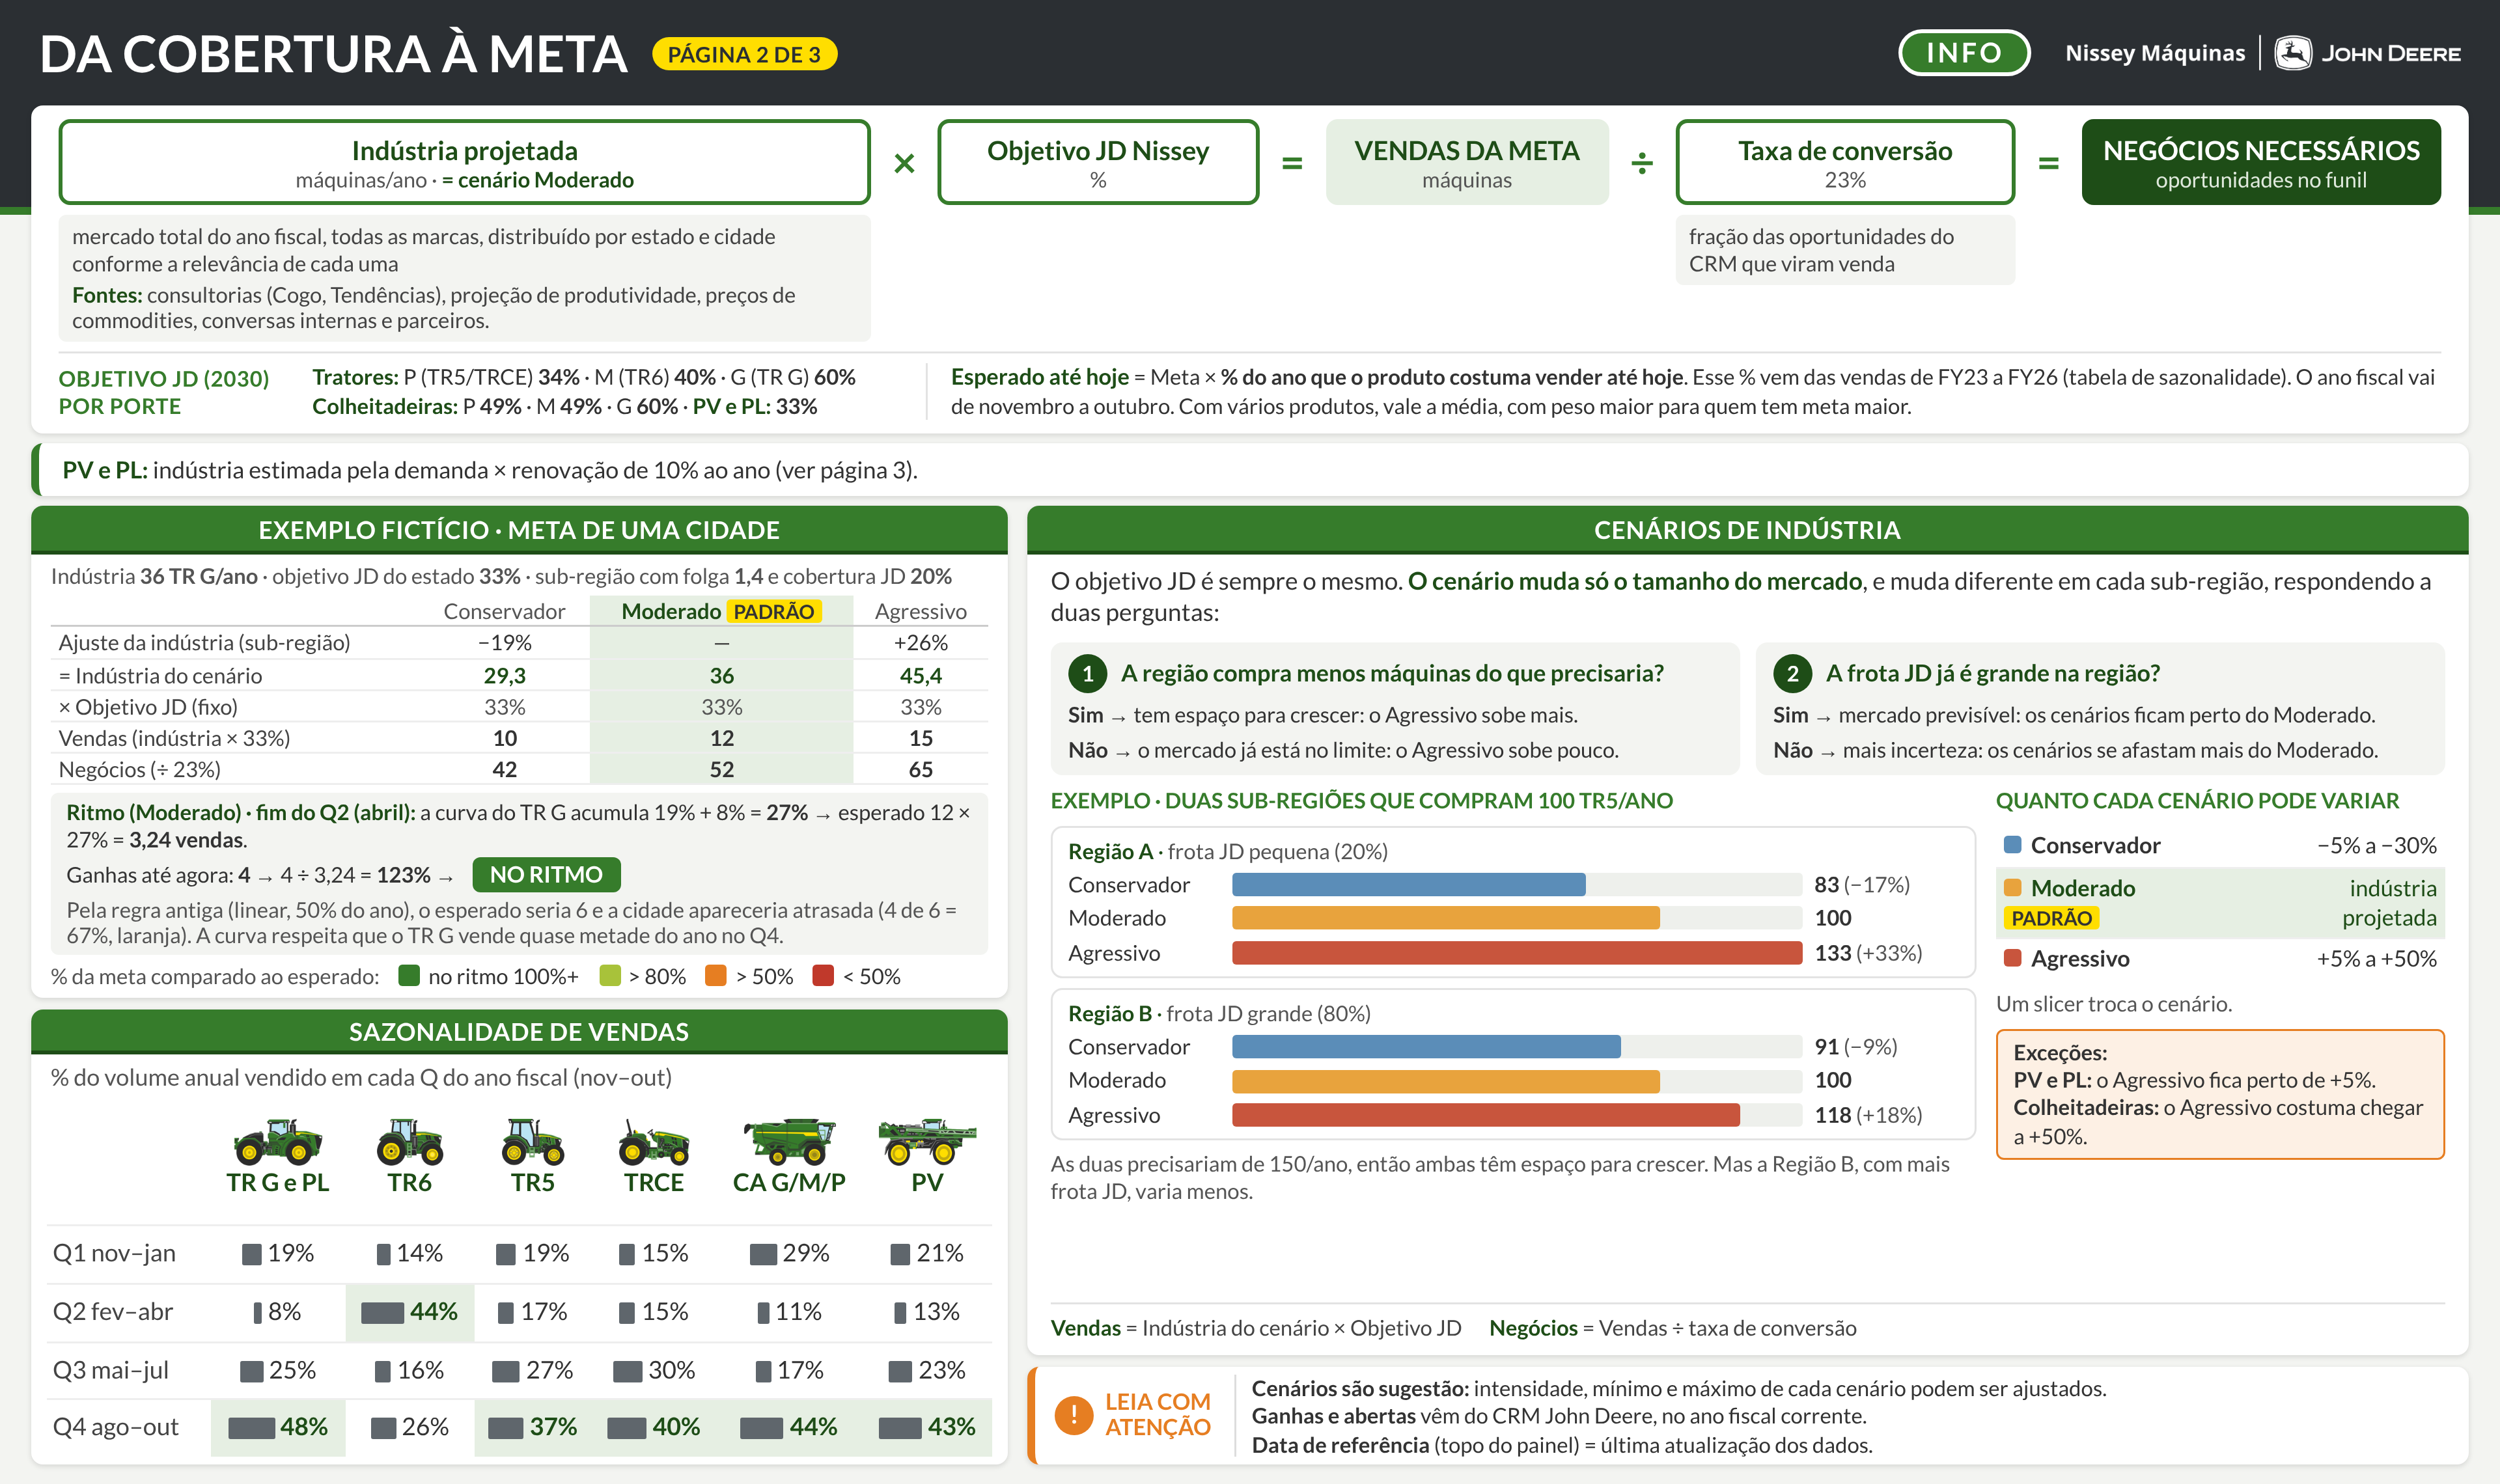 DA COBERTURA À META
PÁGINA 2 DE 3
INFO
Nissey Máquinas
JOHN DEERE
Indústria projetada
máquinas/ano · = cenário Moderado
×
Objetivo JD Nissey
%
=
VENDAS DA META
máquinas
÷
Taxa de conversão
23%
=
NEGÓCIOS NECESSÁRIOS
oportunidades no funil
mercado total do ano fiscal, todas as marcas, distribuído por estado e cidade
conforme a relevância de cada uma
Fontes: consultorias (Cogo, Tendências), projeção de produtividade, preços de
commodities, conversas internas e parceiros.
fração das oportunidades do
CRM que viram venda
OBJETIVO JD (2030)
POR PORTE
Tratores: P (TR5/TRCE) 34% · M (TR6) 40% · G (TR G) 60%
Colheitadeiras: P 49% · M 49% · G 60% · PV e PL: 33%
Esperado até hoje = Meta × % do ano que o produto costuma vender até hoje. Esse % vem das vendas de FY23 a FY26 (tabela de sazonalidade). O ano fiscal vai
de novembro a outubro. Com vários produtos, vale a média, com peso maior para quem tem meta maior.
PV e PL: indústria estimada pela demanda × renovação de 10% ao ano (ver página 3).
EXEMPLO FICTÍCIO · META DE UMA CIDADE
Indústria 36 TR G/ano · objetivo JD do estado 33% · sub-região com folga 1,4 e cobertura JD 20%
Conservador Moderado PADRÃO Agressivo
Ajuste da indústria (sub-região) −19% — +26%
= Indústria do cenário 29,3 36 45,4
× Objetivo JD (fixo) 33% 33% 33%
Vendas (indústria × 33%) 10 12 15
Negócios (÷ 23%) 42 52 65
Ritmo (Moderado) · fim do Q2 (abril): a curva do TR G acumula 19% + 8% = 27% → esperado 12 ×
27% = 3,24 vendas.
Ganhas até agora: 4 → 4 ÷ 3,24 = 123% → NO RITMO
Pela regra antiga (linear, 50% do ano), o esperado seria 6 e a cidade apareceria atrasada (4 de 6 =
67%, laranja). A curva respeita que o TR G vende quase metade do ano no Q4.
% da meta comparado ao esperado: no ritmo 100%+ > 80% > 50% < 50%
SAZONALIDADE DE VENDAS
% do volume anual vendido em cada Q do ano fiscal (nov–out)
TR G e PL TR6 TR5 TRCE CA G/M/P PV
Q1 nov–jan 19% 14% 19% 15% 29% 21%
Q2 fev–abr 8% 44% 17% 15% 11% 13%
Q3 mai–jul 25% 16% 27% 30% 17% 23%
Q4 ago–out 48% 26% 37% 40% 44% 43%
CENÁRIOS DE INDÚSTRIA
O objetivo JD é sempre o mesmo. O cenário muda só o tamanho do mercado, e muda diferente em cada sub-região, respondendo a
duas perguntas:
1 A região compra menos máquinas do que precisaria?
Sim → tem espaço para crescer: o Agressivo sobe mais.
Não → o mercado já está no limite: o Agressivo sobe pouco.
2 A frota JD já é grande na região?
Sim → mercado previsível: os cenários ficam perto do Moderado.
Não → mais incerteza: os cenários se afastam mais do Moderado.
EXEMPLO · DUAS SUB-REGIÕES QUE COMPRAM 100 TR5/ANO
Região A · frota JD pequena (20%)
Conservador 83 (−17%)
Moderado 100
Agressivo 133 (+33%)
Região B · frota JD grande (80%)
Conservador 91 (−9%)
Moderado 100
Agressivo 118 (+18%)
As duas precisariam de 150/ano, então ambas têm espaço para crescer. Mas a Região B, com mais
frota JD, varia menos.
QUANTO CADA CENÁRIO PODE VARIAR
Conservador −5% a −30%
Moderado indústria
PADRÃO projetada
Agressivo +5% a +50%
Um slicer troca o cenário.
Exceções:
PV e PL: o Agressivo fica perto de +5%.
Colheitadeiras: o Agressivo costuma chegar
a +50%.
Vendas = Indústria do cenário × Objetivo JD Negócios = Vendas ÷ taxa de conversão
! LEIA COM
ATENÇÃO
Cenários são sugestão: intensidade, mínimo e máximo de cada cenário podem ser ajustados.
Ganhas e abertas vêm do CRM John Deere, no ano fiscal corrente.
Data de referência (topo do painel) = última atualização dos dados.